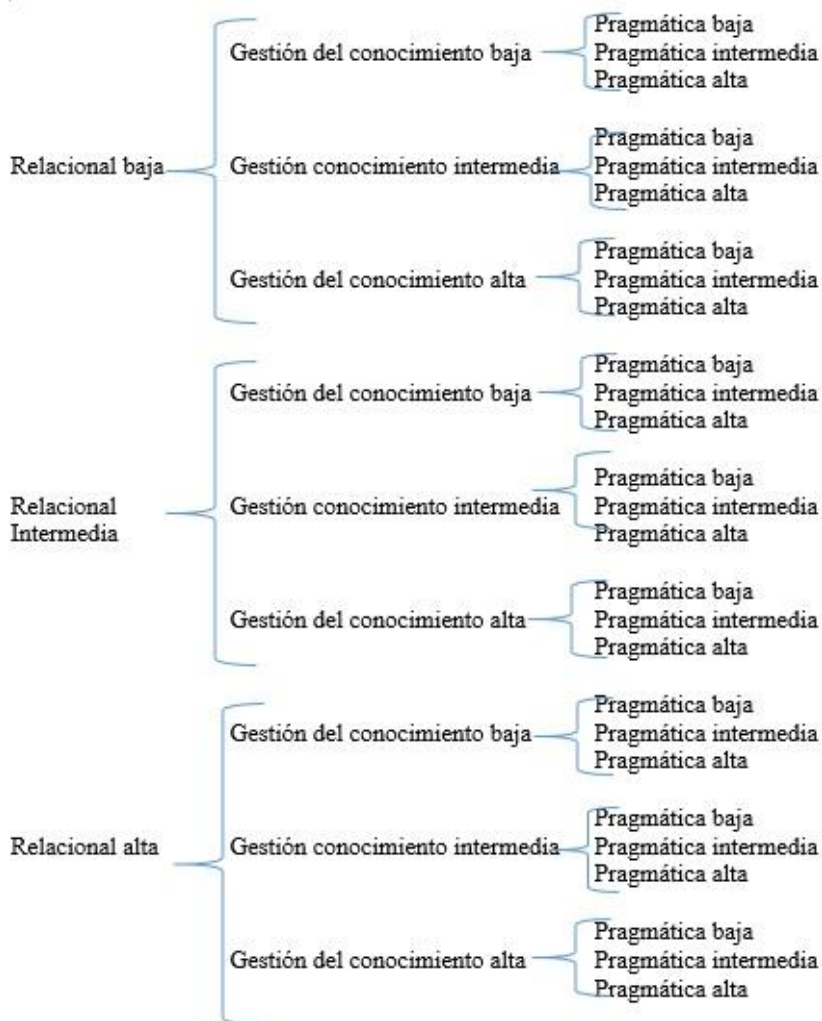 Pragmática baja
Gestión del conocimiento baja
Pragmática intermedia
Pragmática alta
Pragmática baja
Relacional baja
Gestión conocimiento intermedia
Pragmática intermedia
Pragmática alta
Pragmática baja
Gestión del conocimiento alta
Pragmática intermedia
Pragmática alta
Pragmática baja
Gestión del conocimiento baja
Pragmática intermedia
Pragmática alta
Pragmática baja
Relacional
Intermedia
Gestión conocimiento intermedia
Pragmática intermedia
Pragmática alta
Pragmática baja
Gestión del conocimiento alta
Pragmática intermedia
Pragmática alta
Pragmática baja
Gestión del conocimiento baja
Pragmática intermedia
Pragmática alta
Pragmática baja
Relacional alta
Gestión conocimiento intermedia
Pragmática intermedia
Pragmática alta
Pragmática baja
Gestión del conocimiento alta
Pragmática intermedia
Pragmática alta